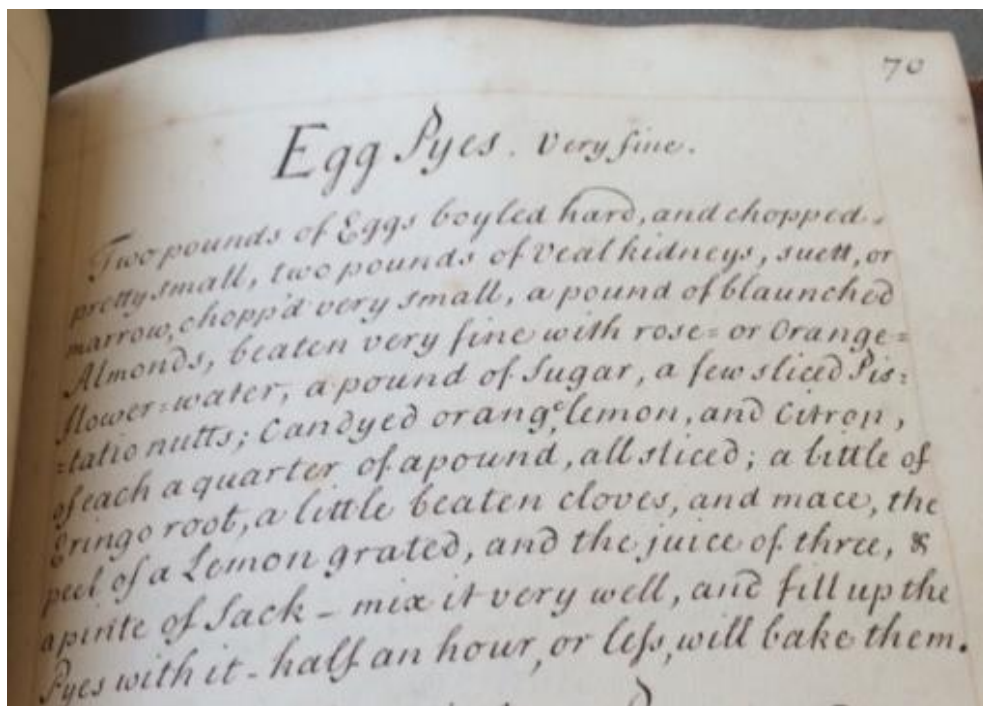 70
Egg Pyes. Very fine.
Two pounds of Eggs boyled hard, and chopped
pretty small, two pounds of Veal kidneys, suett, or
marrow, chopp'd very small, a pound of blaunched
Almonds, beaten very fine with rose= or Orange=
flower=water, a pound of Sugar, a few sliced Pis=
=tatio nutts; Candyed orange, lemon, and Citron,
of each a quarter of a pound, all sliced; a little of
Eringo root, a little beaten cloves, and mace, the
peel of a Lemon grated, and the juice of three, &
a pinte of Sack - mix it very well, and fill up the
Pyes with it - half an hour, or leſs, will bake them.